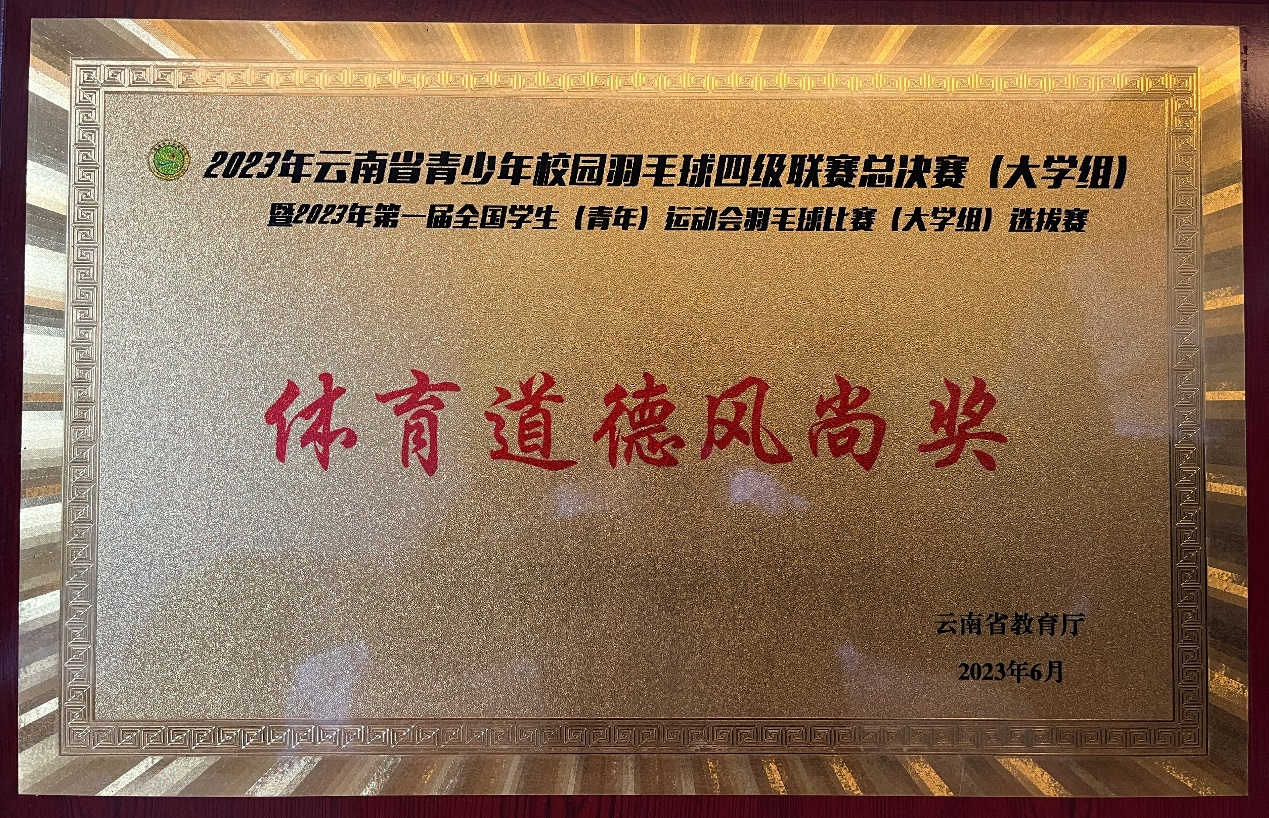 2023年云南省青少年校园羽毛球四级联赛总决赛（大学组）
暨2023年第一届全国学生（青年）运动会羽毛球比赛（大学组）选拔赛
体育道德风尚奖
云南省教育厅
2023年6月